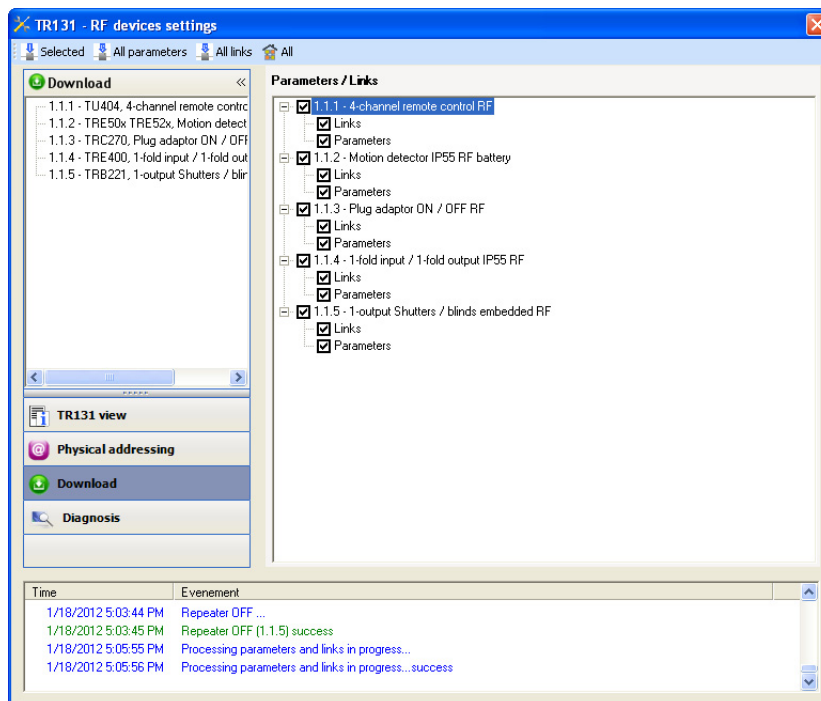 TR131 - RF devices settings
Selected All parameters All links All
Download «
1.1.1 - TU404, 4-channel remote contrc
1.1.2 - TRE50x TRE52x, Motion detect
1.1.3 - TRC270, Plug adaptor ON / OFF
1.1.4 - TRE400, 1-fold input / 1-fold out
1.1.5 - TRB221, 1-output Shutters / blin
TR131 view
Physical addressing
Download
Diagnosis
Parameters / Links
1.1.1 - 4-channel remote control RF
Links
Parameters
1.1.2 - Motion detector IP55 RF battery
Links
Parameters
1.1.3 - Plug adaptor ON / OFF RF
Links
Parameters
1.1.4 - 1-fold input / 1-fold output IP55 RF
Links
Parameters
1.1.5 - 1-output Shutters / blinds embedded RF
Links
Parameters
Time Evenement
1/18/2012 5:03:44 PM Repeater OFF ...
1/18/2012 5:03:45 PM Repeater OFF (1.1.5) success
1/18/2012 5:05:55 PM Processing parameters and links in progress...
1/18/2012 5:05:56 PM Processing parameters and links in progress...success